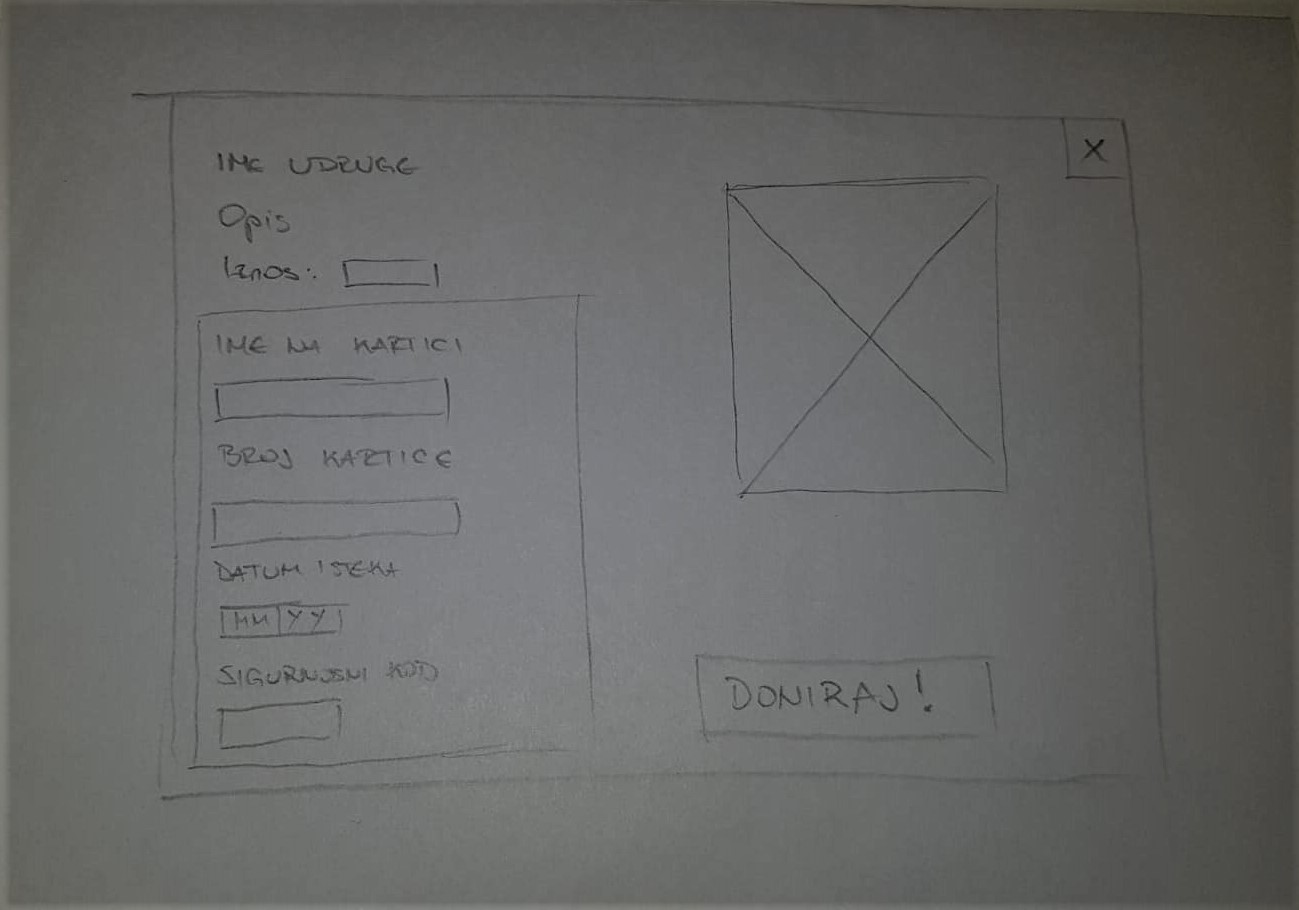 X
IME UDRUGE
Opis
Iznos:
IME NA KARTICI
BROJ KARTICE
DATUM ISTEKA
MM YY
SIGURNOSNI KOD
DONIRAJ!